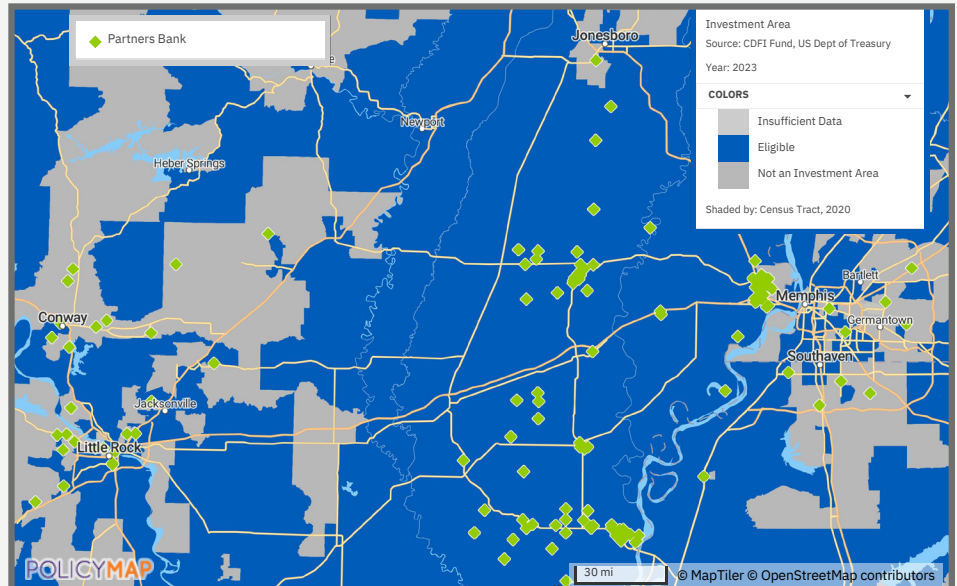 Partners Bank
Investment Area
Source: CDFI Fund, US Dept of Treasury
Year: 2023
COLORS
Insufficient Data
Eligible
Not an Investment Area
Shaded by: Census Tract, 2020
Jonesboro
Newport
Heber Springs
Bartlett
Memphis
Conway
Germantown
Southaven
Jacksonville
Little Rock
POLICYMAP
30 mi
© MapTiler © OpenStreetMap contributors